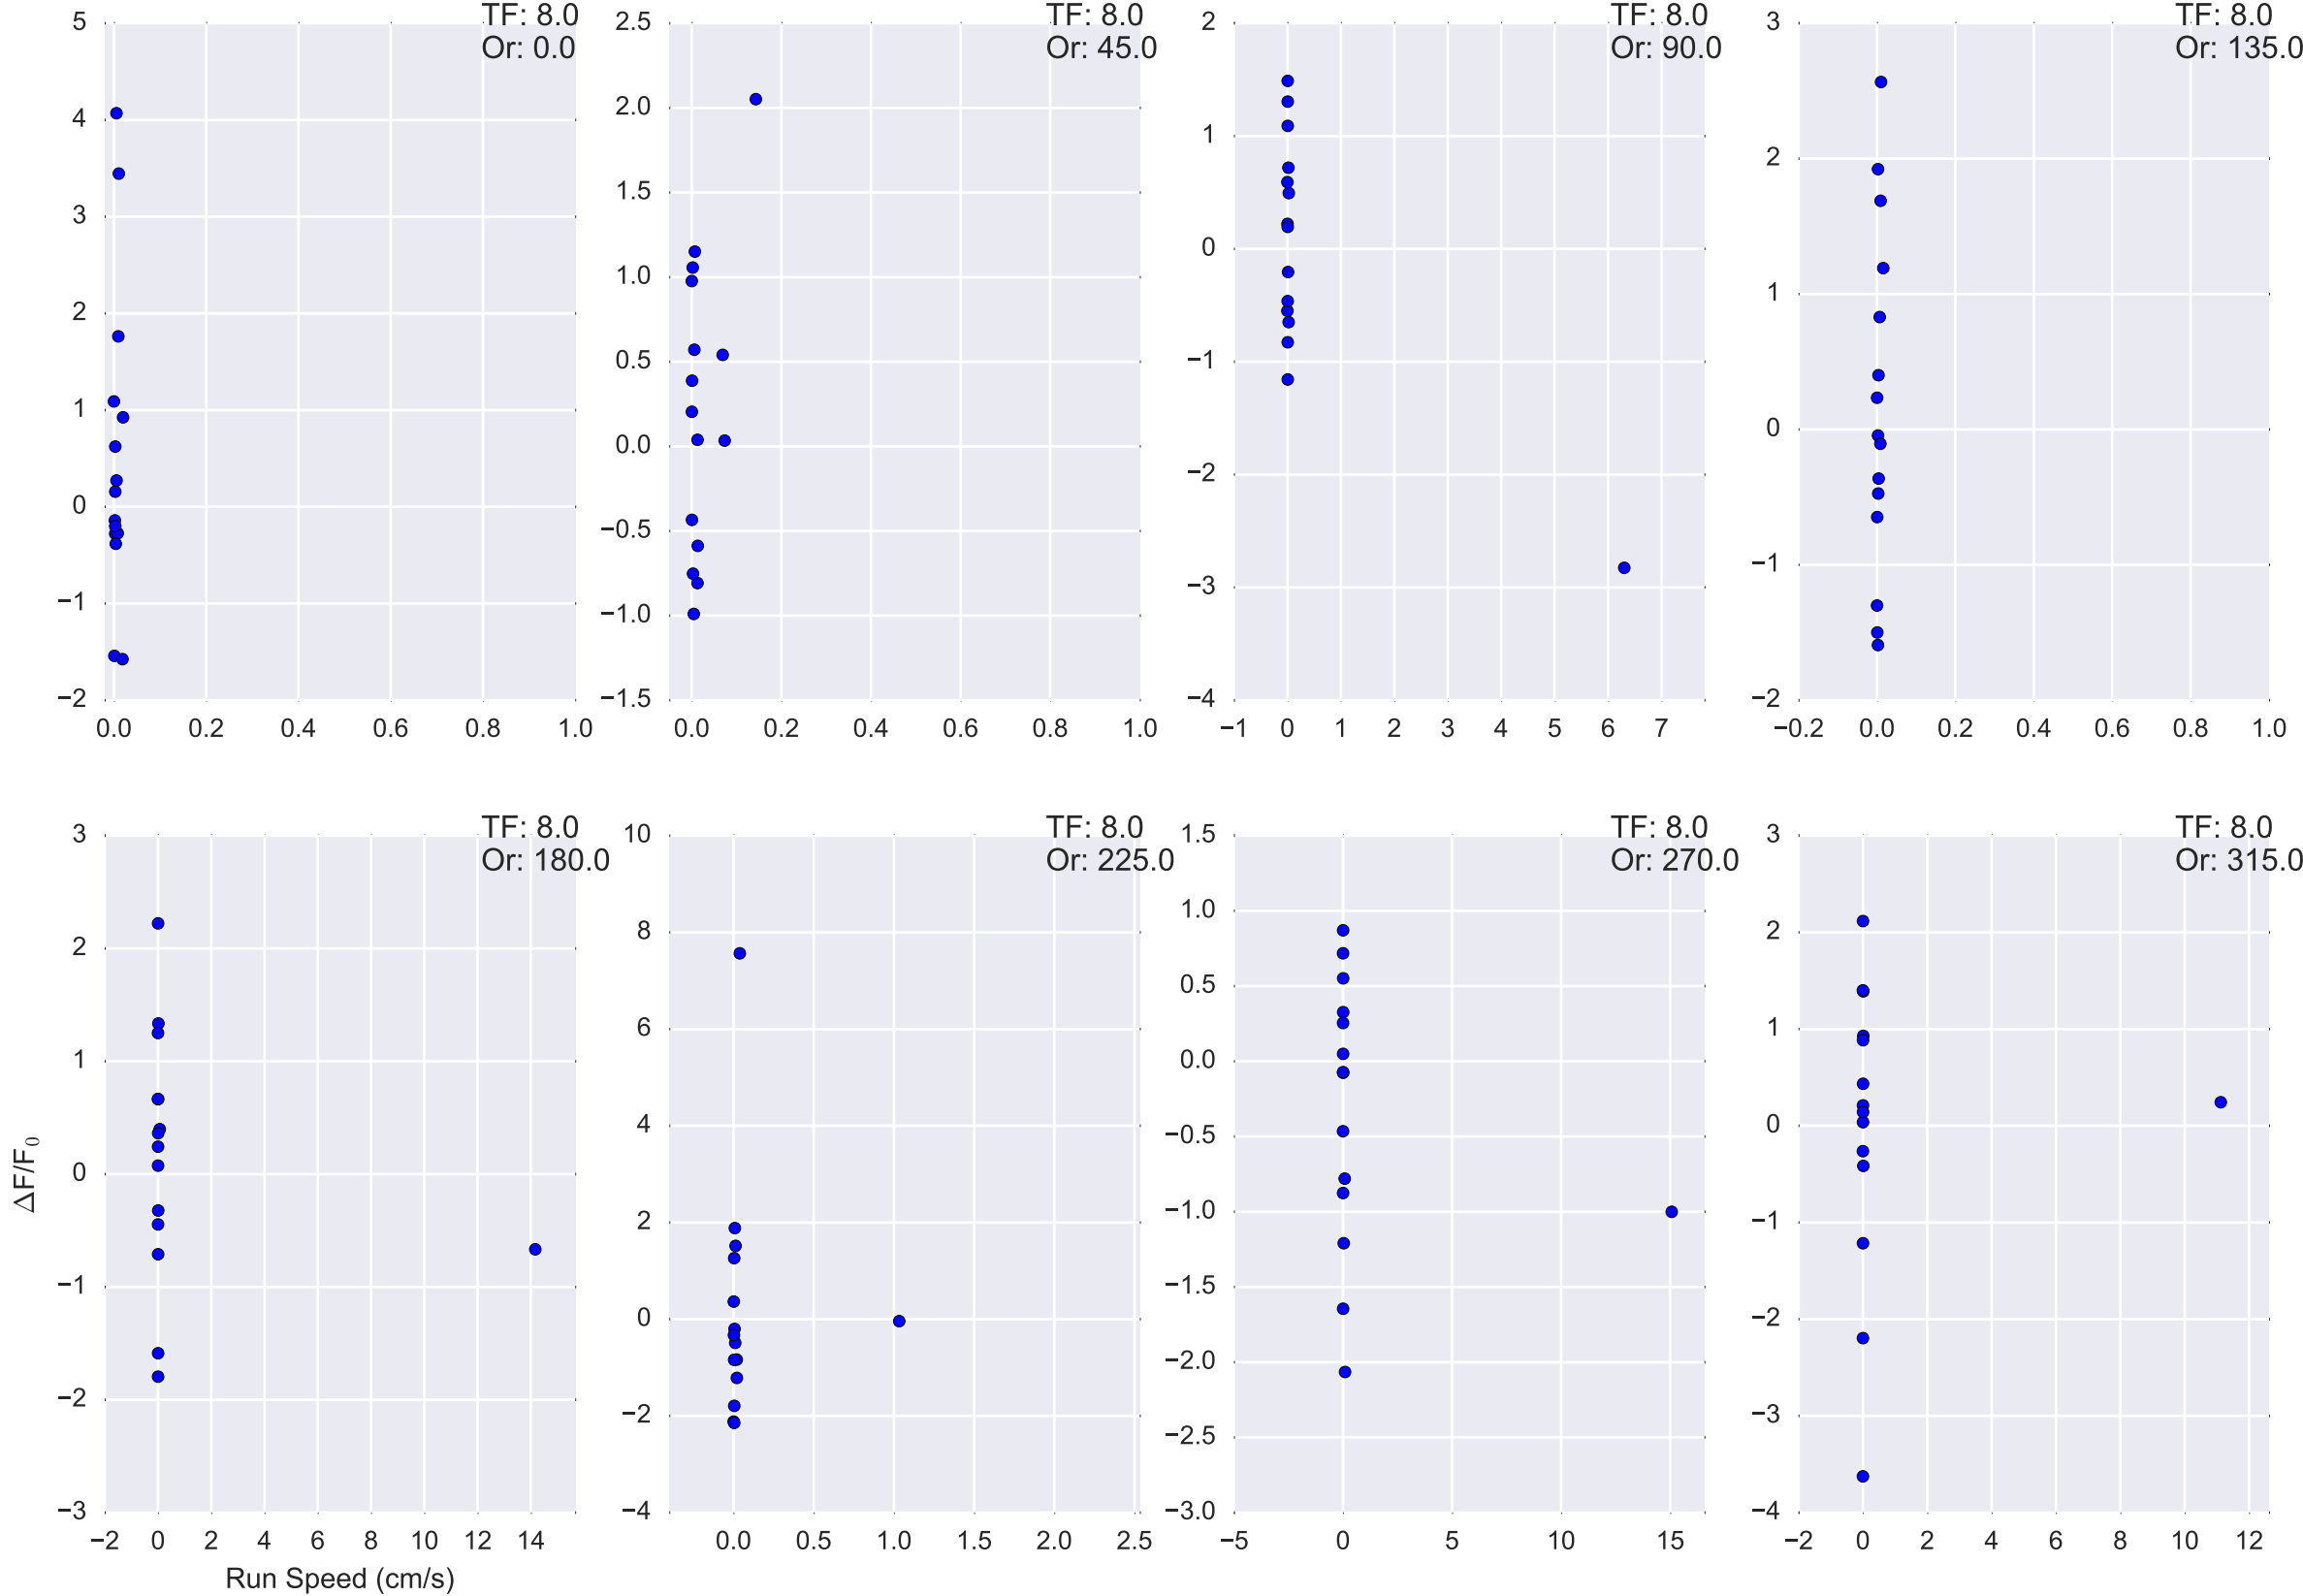 TF: 8.0
Or: 0.0
5
4
3
2
1
0
−1
−2
0.0 0.2 0.4 0.6 0.8 1.0
TF: 8.0
Or: 45.0
2.5
2.0
1.5
1.0
0.5
0.0
−0.5
−1.0
−1.5
0.0 0.2 0.4 0.6 0.8 1.0
TF: 8.0
Or: 90.0
2
1
0
−1
−2
−3
−4
−1 0 1 2 3 4 5 6 7
TF: 8.0
Or: 135.0
3
2
1
0
−1
−2
−0.2 0.0 0.2 0.4 0.6 0.8 1.0
TF: 8.0
Or: 180.0
3
2
1
0
−1
−2
−3
−2 0 2 4 6 8 10 12 14
Run Speed (cm/s)
ΔF/F₀
TF: 8.0
Or: 225.0
10
8
6
4
2
0
−2
−4
0.0 0.5 1.0 1.5 2.0 2.5
TF: 8.0
Or: 270.0
1.5
1.0
0.5
0.0
−0.5
−1.0
−1.5
−2.0
−2.5
−3.0
−5 0 5 10 15
TF: 8.0
Or: 315.0
3
2
1
0
−1
−2
−3
−4
−2 0 2 4 6 8 10 12